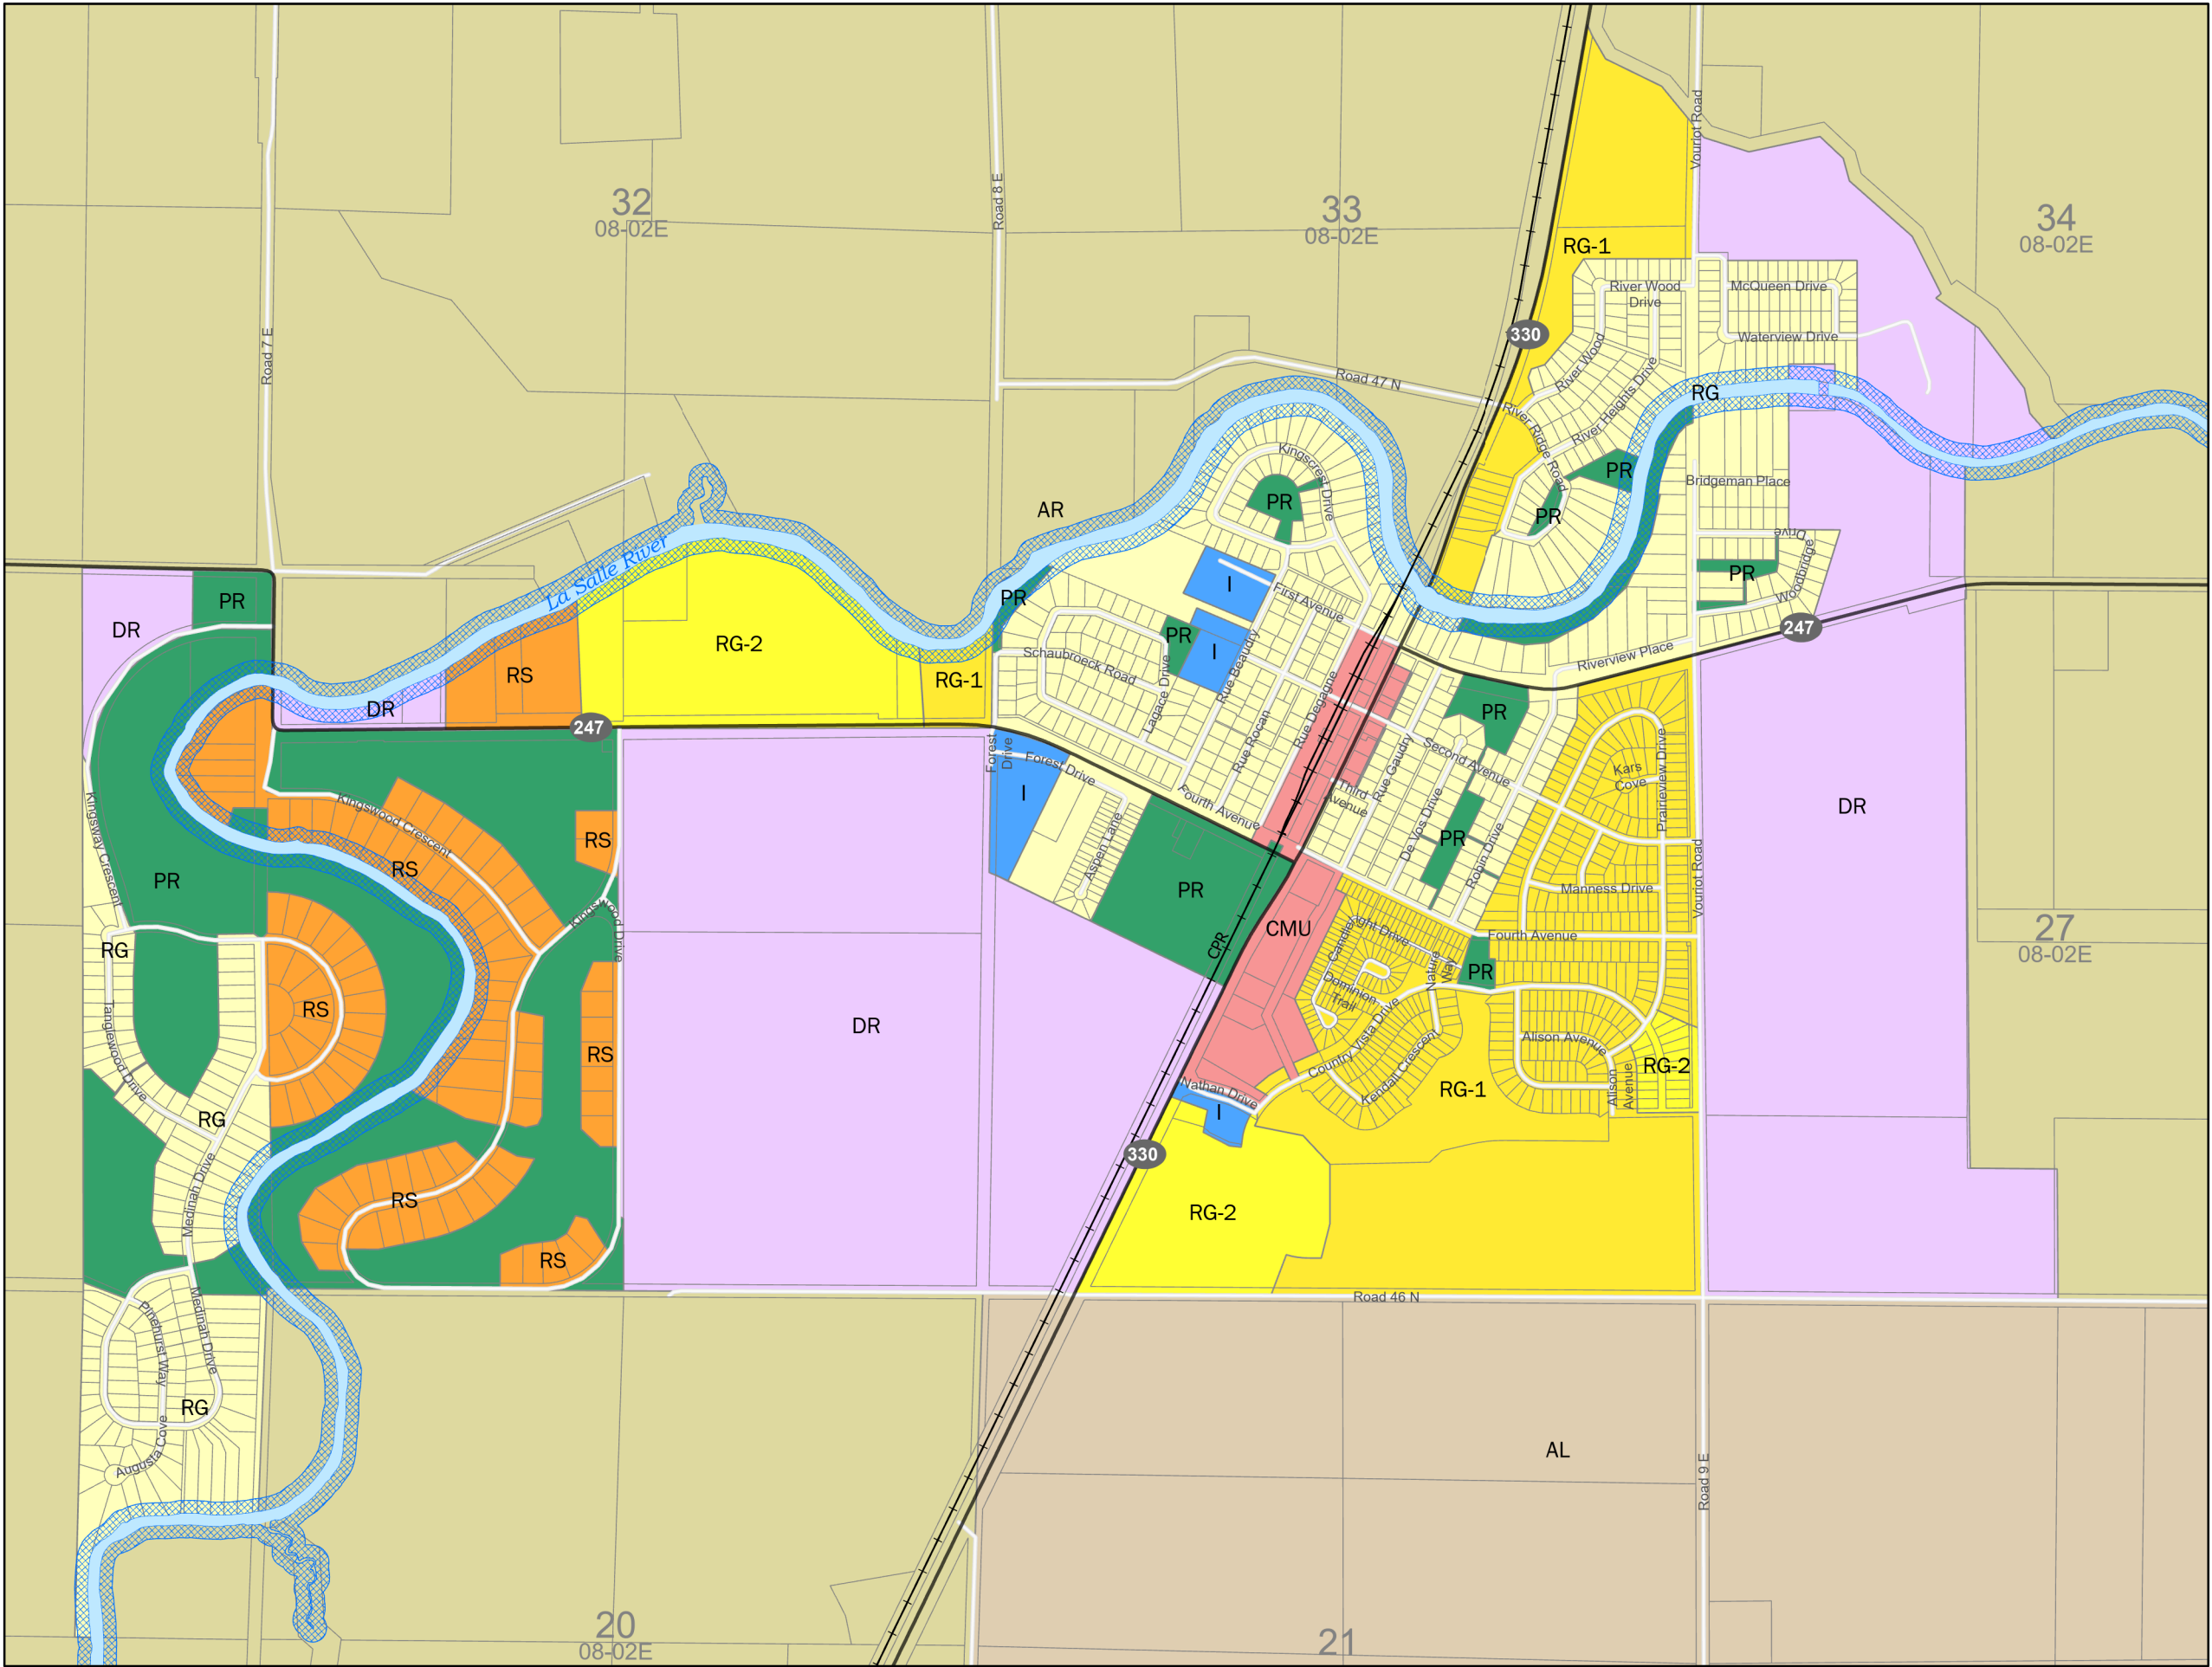 32
08-02E
33
08-02E
34
08-02E
Road 7 E
Road 8 E
Vouriot Road
RG-1
330
River Wood
Drive
McQueen Drive
Waterview Drive
River Wood
River Heights Drive
River Ridge Road
Road 47 N
RG
PR
PR
Bridgeman Place
Drive
Woodbridge
PR
247
Riverview Place
AR
Kingscrest Drive
PR
La Salle River
PR
I
First Avenue
PR
I
Rue Beaudry
Schaubroeck Road
Lagace Drive
Rue Rocan
Rue Degagne
PR
DR
DR
RS
RG-2
RG-1
247
Forest
Drive
Forest Drive
I
Fourth Avenue
Aspen Lane
PR
Third
Avenue
Rue Gaudry
Second Avenue
De Vos Drive
PR
PR
Robin Drive
Kars
Cove
Prairieview Drive
Manness Drive
Vouriot Road
Fourth Avenue
DR
27
08-02E
Kingsway Crescent
Kingswood Crescent
RS
RS
PR
Kingswood Drive
RG
RS
RS
Tanglewood Drive
RG
Medinah Drive
RS
RS
DR
CPR
CMU
Candlelight Drive
Nature
Way
PR
Dominion
Trail
Country Vista Drive
Kendall Crescent
Alison Avenue
Alison
Avenue
RG-2
RG-1
Nathan Drive
I
330
RG-2
Road 46 N
Pinehurst Way
Medinah Drive
RG
Augusta Cove
AL
Road 9 E
20
08-02E
21